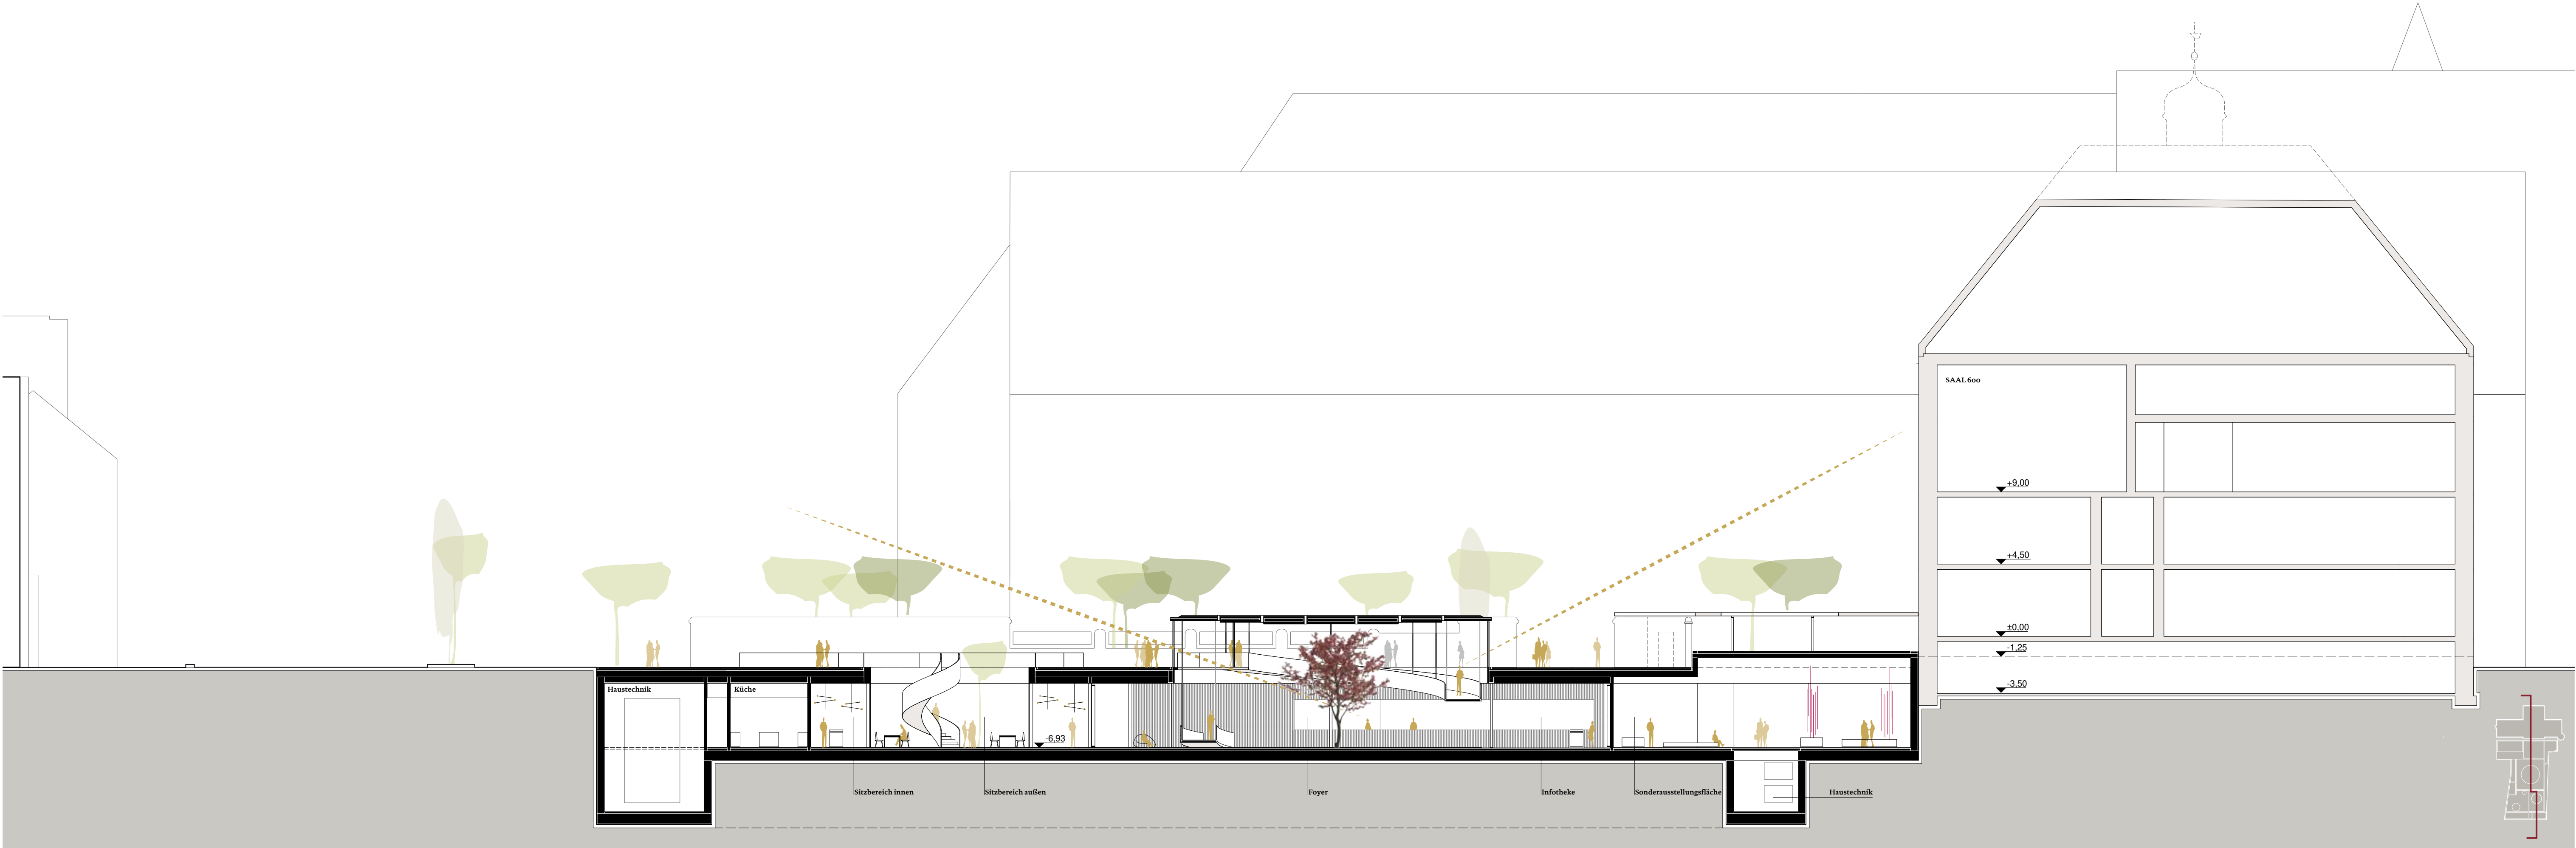 SAAL 600
+9,00
+4,50
±0,00
-1,25
-3,50
Haustechnik
Küche
-6,93
Sitzbereich innen
Sitzbereich außen
Foyer
Infotheke
Sonderausstellungsfläche
Haustechnik